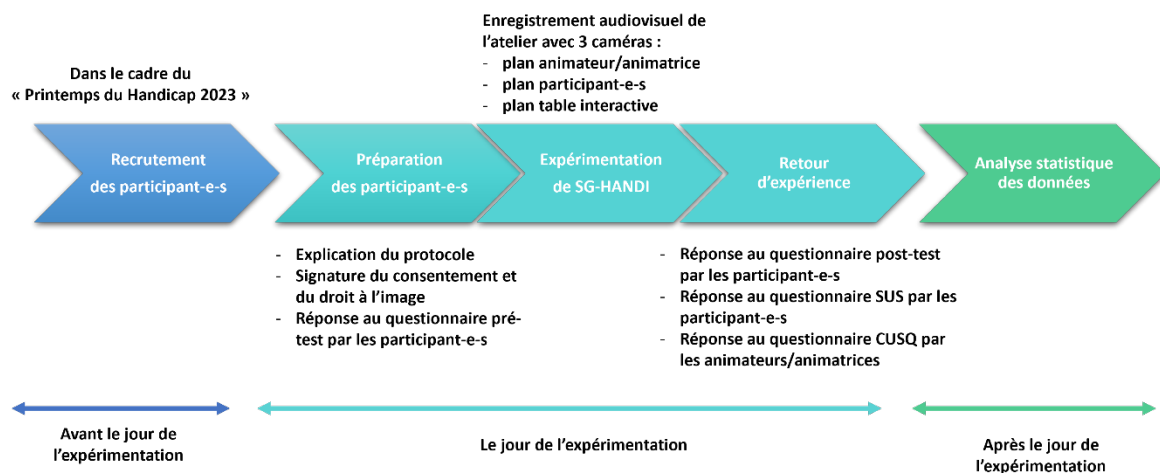 Enregistrement audiovisuel de
l'atelier avec 3 caméras :
- plan animateur/animatrice
- plan participant-e-s
- plan table interactive
Dans le cadre du
« Printemps du Handicap 2023 »
Recrutement
des participant-e-s
Préparation
des participant-e-s
Expérimentation
de SG-HANDI
Retour
d'expérience
Analyse statistique
des données
- Explication du protocole
- Signature du consentement et
du droit à l'image
- Réponse au questionnaire pré-
test par les participant-e-s
- Réponse au questionnaire post-test
par les participant-e-s
- Réponse au questionnaire SUS par les
participant-e-s
- Réponse au questionnaire CUSQ par
les animateurs/animatrices
Avant le jour de
l'expérimentation
Le jour de l'expérimentation
Après le jour de
l'expérimentation